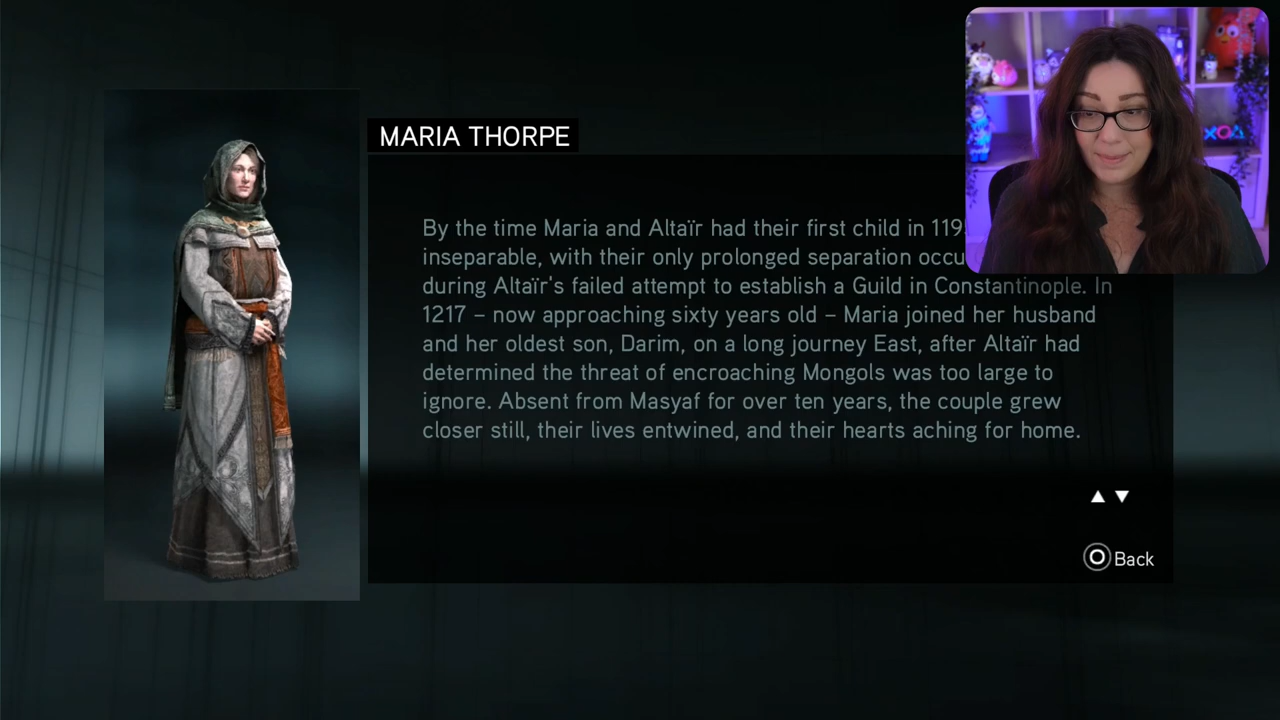 MARIA THORPE
By the time Maria and Altaïr had their first child in
inseparable, with their only prolonged separation
during Altaïr's failed attempt to establish a Guild in Constantinople. In
1217 – now approaching sixty years old – Maria joined her husband
and her oldest son, Darim, on a long journey East, after Altaïr had
determined the threat of encroaching Mongols was too large to
ignore. Absent from Masyaf for over ten years, the couple grew
closer still, their lives entwined, and their hearts aching for home.
Back